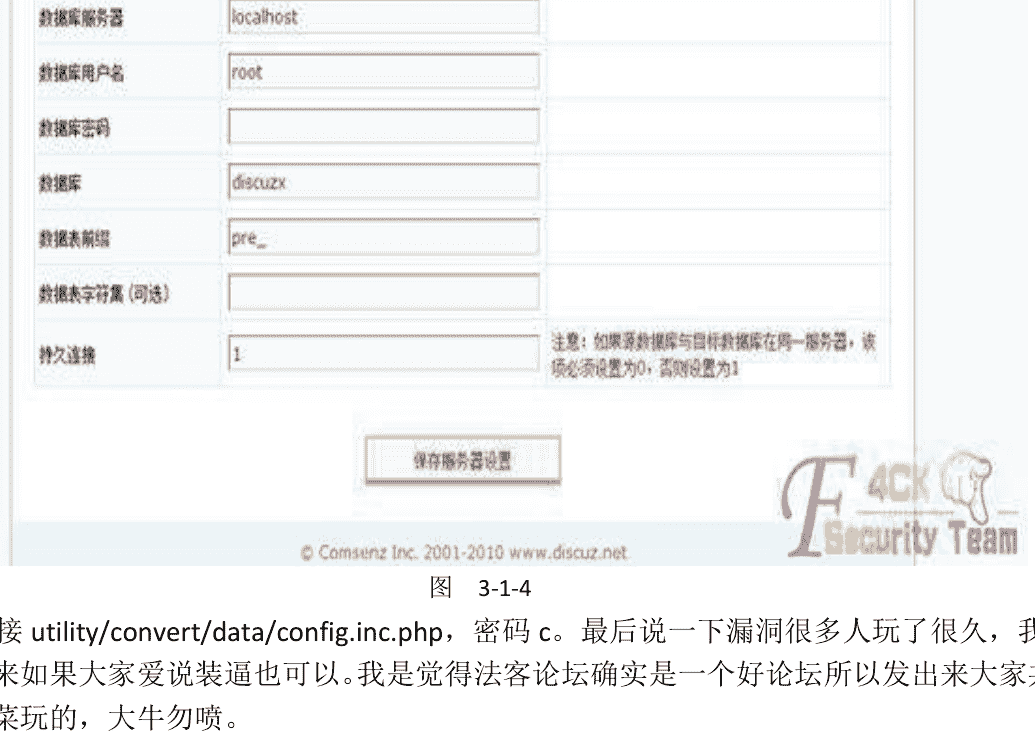 数据库服务器 localhost
数据库用户名 root
数据库密码
数据库 discuzx
数据表前缀 pre_
数据表字符集 (可选)
持久连接 1 注意：如果源数据库与目标数据库在同一服务器，该
项必须设置为0，否则设置为1
保存服务器设置
F4CK
Security Team
© Comsenz Inc. 2001-2010 www.discuz.net
图 3-1-4
接 utility/convert/data/config.inc.php，密码 c。最后说一下漏洞很多人玩了很久，我
来如果大家爱说装逼也可以。我是觉得法客论坛确实是一个好论坛所以发出来大家
菜玩的，大牛勿喷。